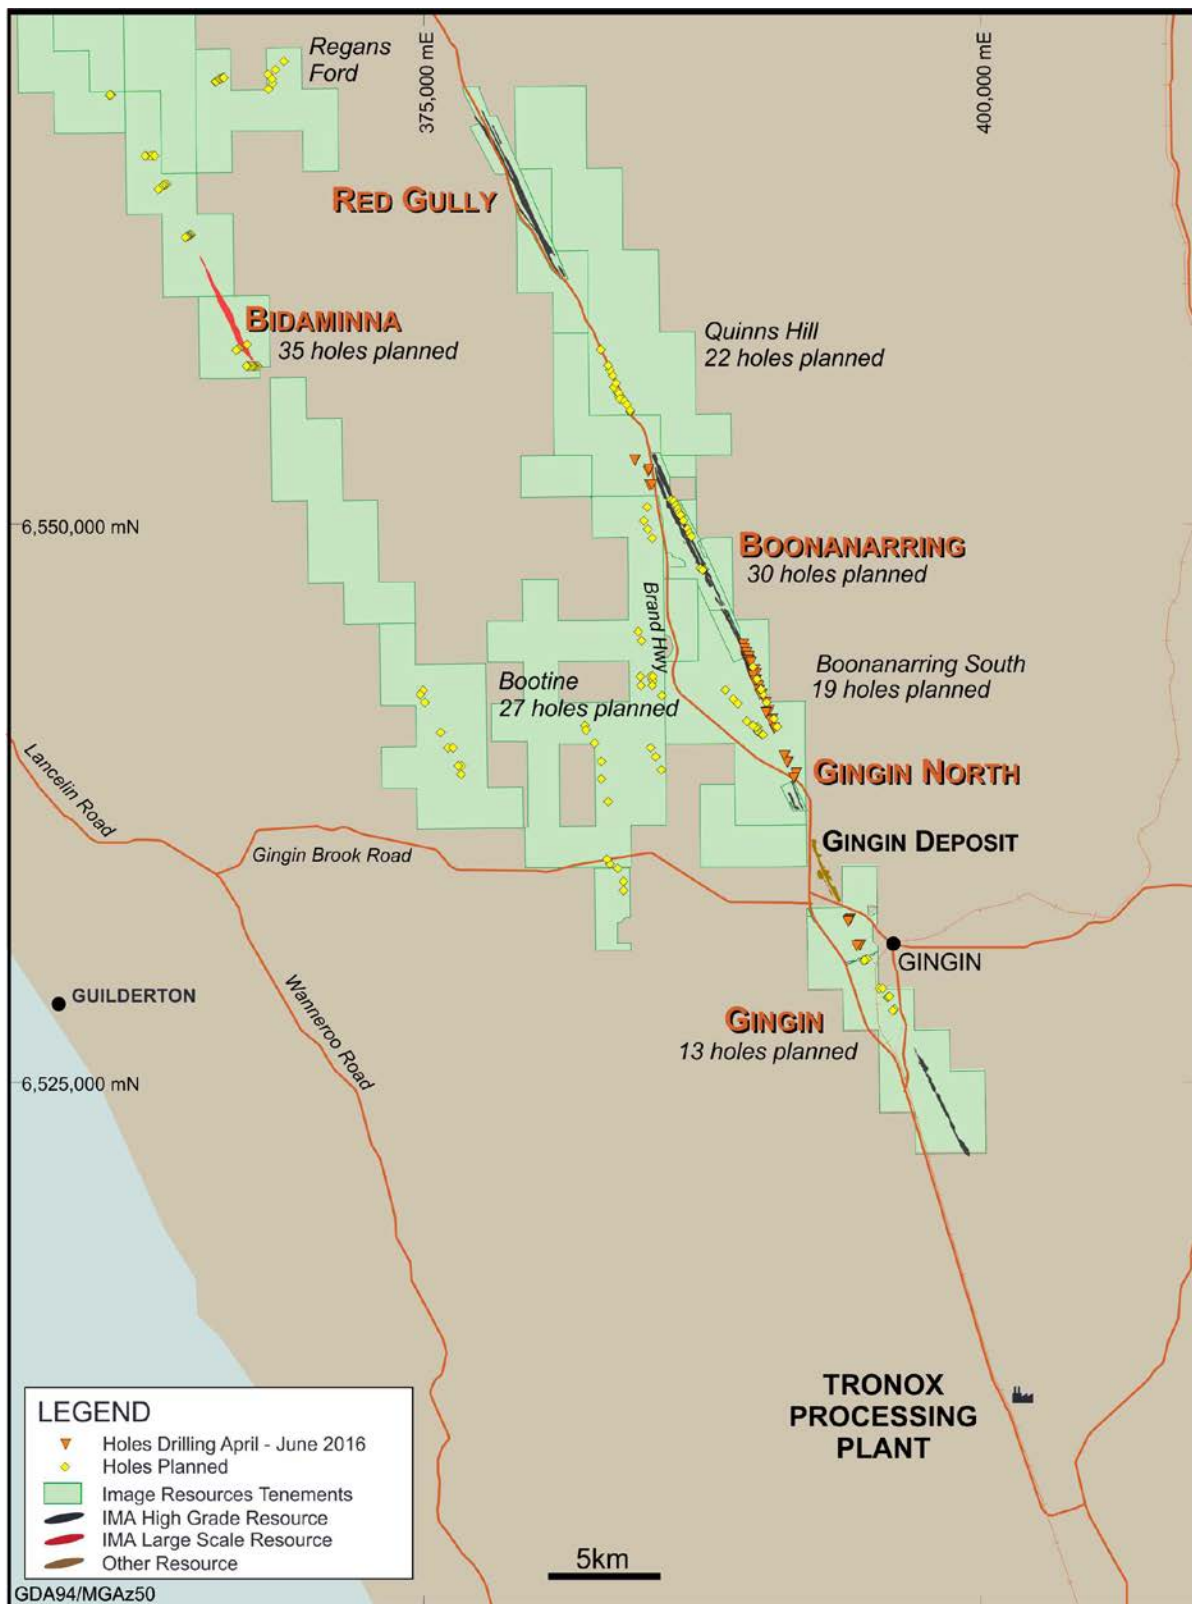 Regans
Ford
375,000 mE
400,000 mE
RED GULLY
BIDAMINNA
35 holes planned
Quinns Hill
22 holes planned
6,550,000 mN
BOONANARRING
30 holes planned
Brand Hwy
Boonanarring South
19 holes planned
Bootine
27 holes planned
GINGIN NORTH
Lancelin Road
Gingin Brook Road
GINGIN DEPOSIT
GINGIN
GUILDERTON
Wanneroo Road
GINGIN
13 holes planned
6,525,000 mN
TRONOX
PROCESSING
PLANT
LEGEND
Holes Drilling April - June 2016
Holes Planned
Image Resources Tenements
IMA High Grade Resource
IMA Large Scale Resource
Other Resource
5km
GDA94/MGAz50